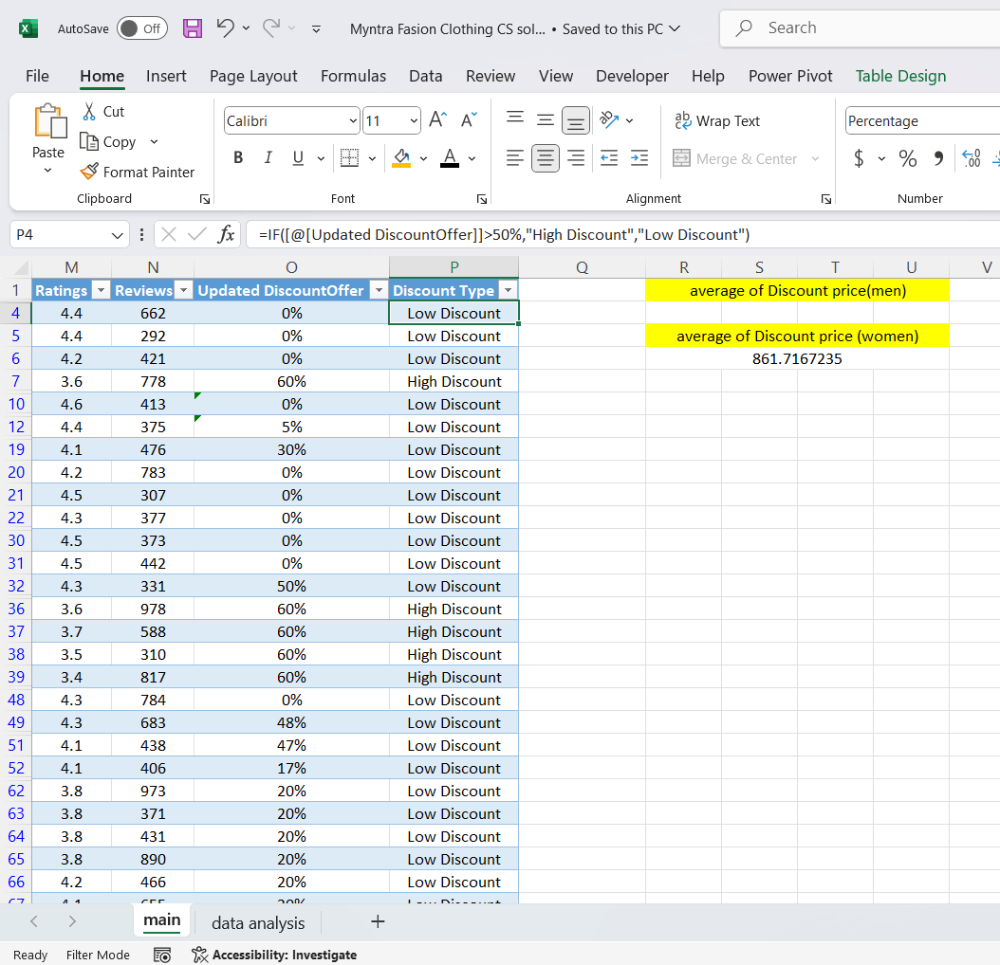 AutoSave Off Myntra Fasion Clothing CS sol... • Saved to this PC Search
File Home Insert Page Layout Formulas Data Review View Developer Help Power Pivot Table Design
Paste Cut Copy Format Painter
Calibri 11
B I U A
ab Wrap Text
Merge & Center
Percentage
$ % , .00
Clipboard Font Alignment Number
P4 fx =IF([@[Updated DiscountOffer]]>50%,"High Discount","Low Discount")
M N O P Q R S T U V
1 Ratings Reviews Updated DiscountOffer Discount Type average of Discount price(men)
4 4.4 662 0% Low Discount
5 4.4 292 0% Low Discount average of Discount price (women)
6 4.2 421 0% Low Discount 861.7167235
7 3.6 778 60% High Discount
10 4.6 413 0% Low Discount
12 4.4 375 5% Low Discount
19 4.1 476 30% Low Discount
20 4.2 783 0% Low Discount
21 4.5 307 0% Low Discount
22 4.3 377 0% Low Discount
30 4.5 373 0% Low Discount
31 4.5 442 0% Low Discount
32 4.3 331 50% Low Discount
36 3.6 978 60% High Discount
37 3.7 588 60% High Discount
38 3.5 310 60% High Discount
39 3.4 817 60% High Discount
48 4.3 784 0% Low Discount
49 4.3 683 48% Low Discount
51 4.1 438 47% Low Discount
52 4.1 406 17% Low Discount
62 3.8 973 20% Low Discount
63 3.8 371 20% Low Discount
64 3.8 431 20% Low Discount
65 3.8 890 20% Low Discount
66 4.2 466 20% Low Discount
main data analysis +
Ready Filter Mode Accessibility: Investigate